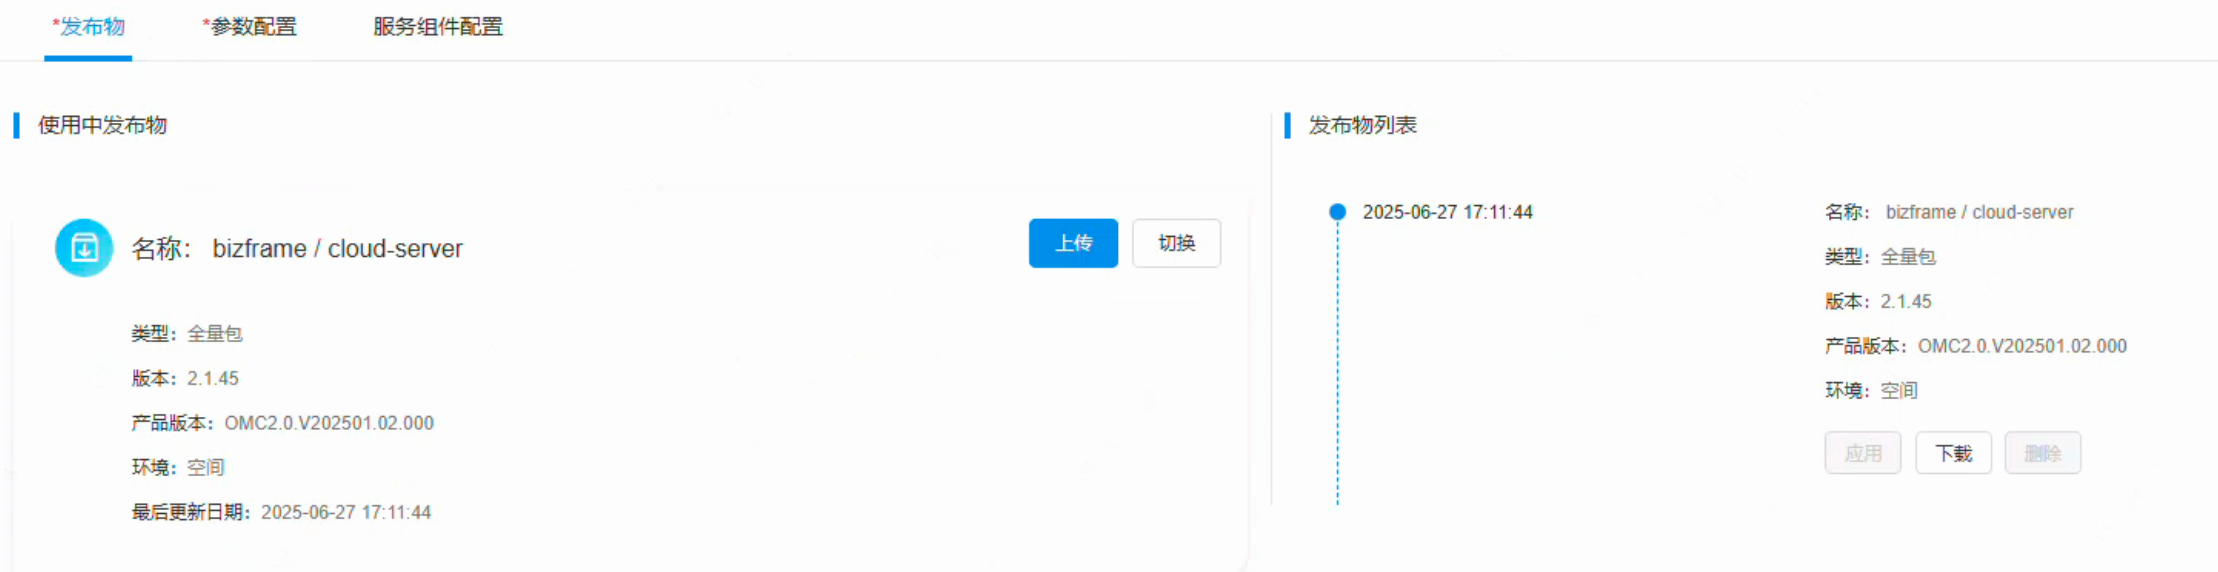 *发布物 *参数配置 服务组件配置
使用中发布物
名称： bizframe / cloud-server
上传 切换
类型：全量包
版本：2.1.45
产品版本：OMC2.0.V202501.02.000
环境：空间
最后更新日期：2025-06-27 17:11:44
发布物列表
2025-06-27 17:11:44
名称： bizframe / cloud-server
类型：全量包
版本：2.1.45
产品版本：OMC2.0.V202501.02.000
环境：空间
应用 下载 删除